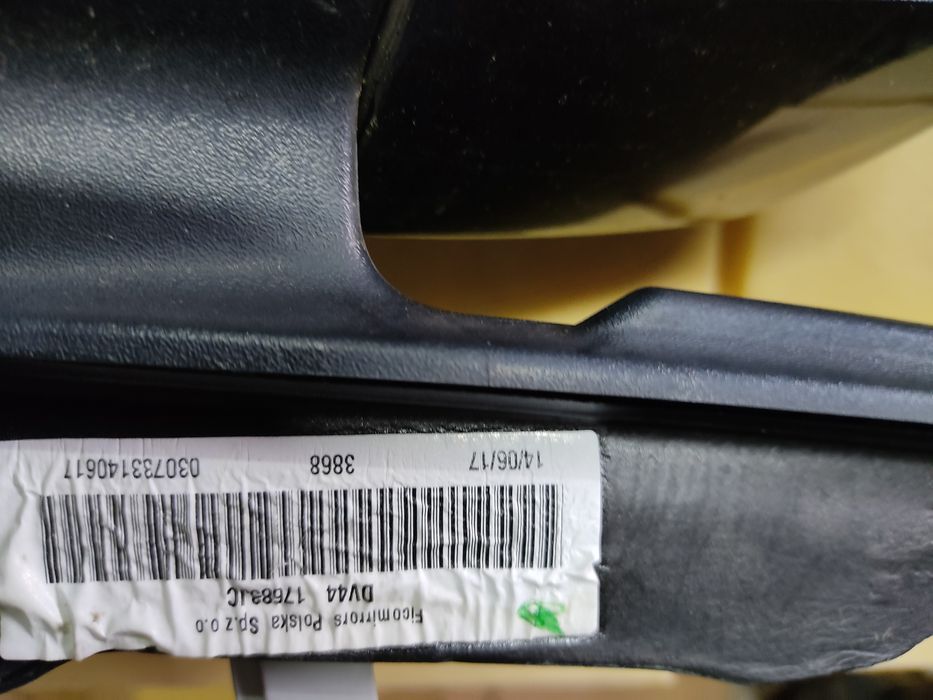 Ficomirrors Polska Sp.z o.o
DV44 17683JC
14/06/17 3868 030733140617